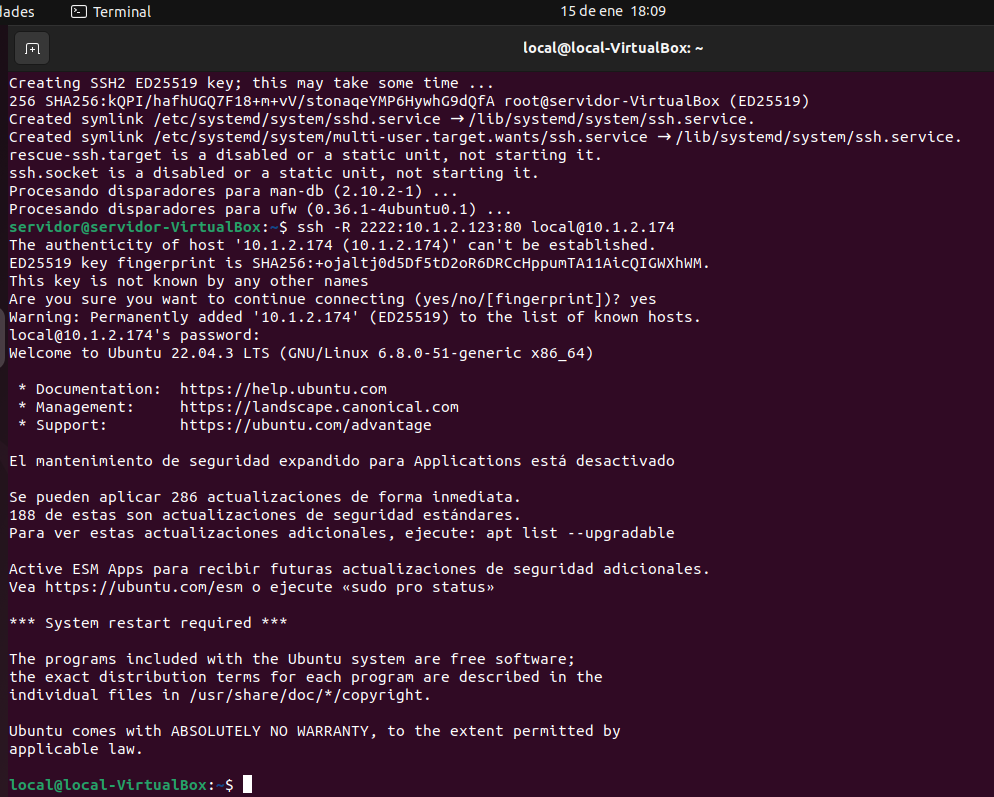 dades
Terminal
15 de ene 18:09
local@local-VirtualBox: ~
Creating SSH2 ED25519 key; this may take some time ...
256 SHA256:kQPI/hafhUGQ7F18+m+vV/stonaqeYMP6HywhG9dQfA root@servidor-VirtualBox (ED25519)
Created symlink /etc/systemd/system/sshd.service → /lib/systemd/system/ssh.service.
Created symlink /etc/systemd/system/multi-user.target.wants/ssh.service → /lib/systemd/system/ssh.service.
rescue-ssh.target is a disabled or a static unit, not starting it.
ssh.socket is a disabled or a static unit, not starting it.
Procesando disparadores para man-db (2.10.2-1) ...
Procesando disparadores para ufw (0.36.1-4ubuntu0.1) ...
servidor@servidor-VirtualBox:~$ ssh -R 2222:10.1.2.123:80 local@10.1.2.174
The authenticity of host '10.1.2.174 (10.1.2.174)' can't be established.
ED25519 key fingerprint is SHA256:+ojaltj0d5Df5tD2oR6DRCcHppumTA11AicQIGWXhWM.
This key is not known by any other names
Are you sure you want to continue connecting (yes/no/[fingerprint])? yes
Warning: Permanently added '10.1.2.174' (ED25519) to the list of known hosts.
local@10.1.2.174's password:
Welcome to Ubuntu 22.04.3 LTS (GNU/Linux 6.8.0-51-generic x86_64)
* Documentation: https://help.ubuntu.com
* Management: https://landscape.canonical.com
* Support: https://ubuntu.com/advantage
El mantenimiento de seguridad expandido para Applications está desactivado
Se pueden aplicar 286 actualizaciones de forma inmediata.
188 de estas son actualizaciones de seguridad estándares.
Para ver estas actualizaciones adicionales, ejecute: apt list --upgradable
Active ESM Apps para recibir futuras actualizaciones de seguridad adicionales.
Vea https://ubuntu.com/esm o ejecute «sudo pro status»
*** System restart required ***
The programs included with the Ubuntu system are free software;
the exact distribution terms for each program are described in the
individual files in /usr/share/doc/*/copyright.
Ubuntu comes with ABSOLUTELY NO WARRANTY, to the extent permitted by
applicable law.
local@local-VirtualBox:~$